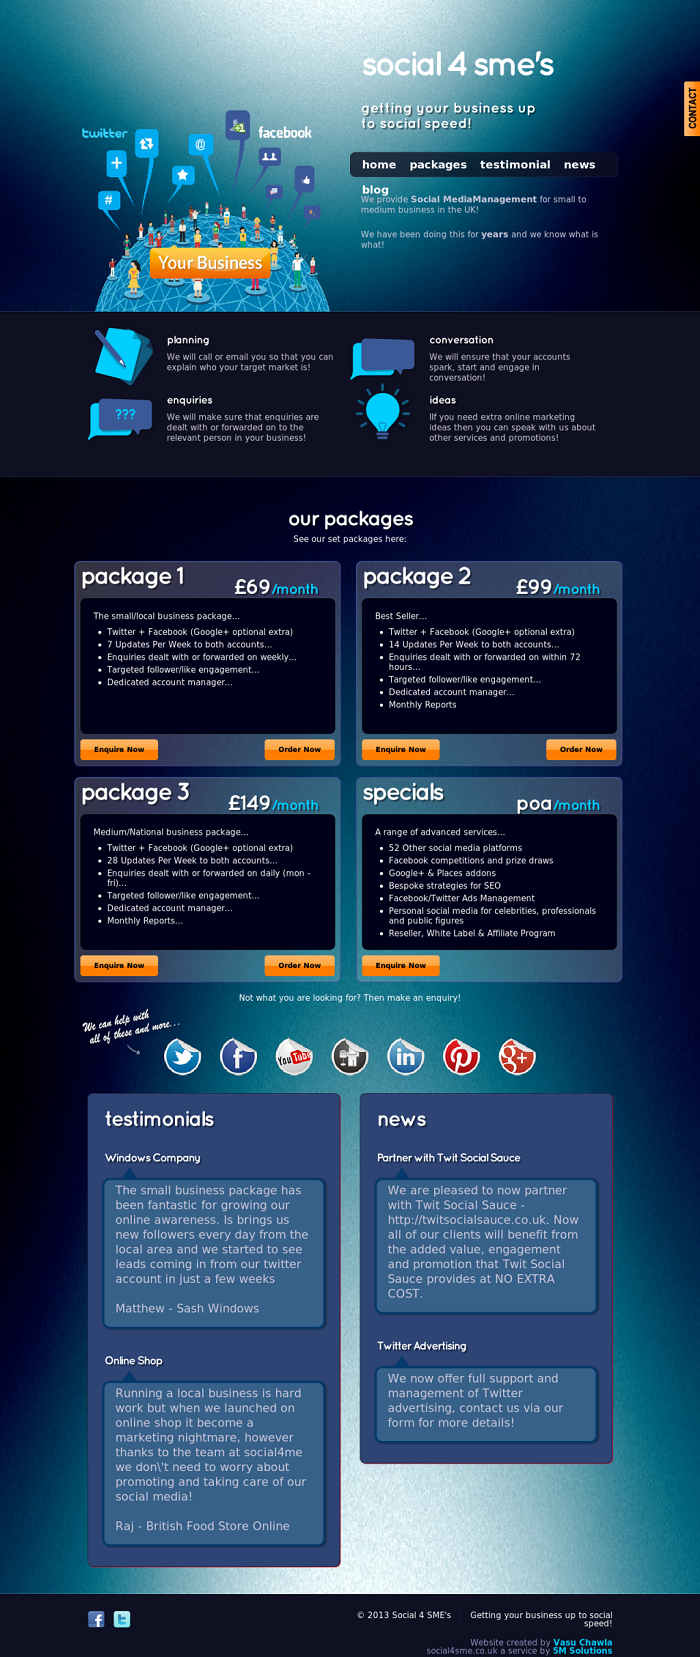 social 4 sme's
getting your business up
to social speed!
CONTACT
twitter
facebook
+1
@
#
Your Business
home packages testimonial news
blog
We provide Social MediaManagement for small to
medium business in the UK!
We have been doing this for years and we know what is
what!
planning
We will call or email you so that you can
explain who your target market is!
conversation
We will ensure that your accounts
spark, start and engage in
conversation!
enquiries
???
We will make sure that enquiries are
dealt with or forwarded on to the
relevant person in your business!
ideas
IIf you need extra online marketing
ideas then you can speak with us about
other services and promotions!
our packages
See our set packages here:
package 1
£69/month
The small/local business package...
Twitter + Facebook (Google+ optional extra)
7 Updates Per Week to both accounts...
Enquiries dealt with or forwarded on weekly...
Targeted follower/like engagement...
Dedicated account manager...
Enquire Now
Order Now
package 2
£99/month
Best Seller...
Twitter + Facebook (Google+ optional extra)
14 Updates Per Week to both accounts...
Enquiries dealt with or forwarded on within 72
hours...
Targeted follower/like engagement...
Dedicated account manager...
Monthly Reports
Enquire Now
Order Now
package 3
£149/month
Medium/National business package...
Twitter + Facebook (Google+ optional extra)
28 Updates Per Week to both accounts...
Enquiries dealt with or forwarded on daily (mon -
fri)...
Targeted follower/like engagement...
Dedicated account manager...
Monthly Reports...
Enquire Now
Order Now
specials
poa/month
A range of advanced services...
52 Other social media platforms
Facebook competitions and prize draws
Google+ & Places addons
Bespoke strategies for SEO
Facebook/Twitter Ads Management
Personal social media for celebrities, professionals
and public figures
Reseller, White Label & Affiliate Program
Enquire Now
Not what you are looking for? Then make an enquiry!
We can help with
all of these and more...
You Tube
in
g+
testimonials
Windows Company
The small business package has
been fantastic for growing our
online awareness. Is brings us
new followers every day from the
local area and we started to see
leads coming in from our twitter
account in just a few weeks
Matthew - Sash Windows
Online Shop
Running a local business is hard
work but when we launched on
online shop it become a
marketing nightmare, however
thanks to the team at social4me
we don\'t need to worry about
promoting and taking care of our
social media!
Raj - British Food Store Online
news
Partner with Twit Social Sauce
We are pleased to now partner
with Twit Social Sauce -
http://twitsocialsauce.co.uk. Now
all of our clients will benefit from
the added value, engagement
and promotion that Twit Social
Sauce provides at NO EXTRA
COST.
Twitter Advertising
We now offer full support and
management of Twitter
advertising, contact us via our
form for more details!
© 2013 Social 4 SME's Getting your business up to social
speed!
Website created by Vasu Chawla
social4sme.co.uk a service by 5M Solutions